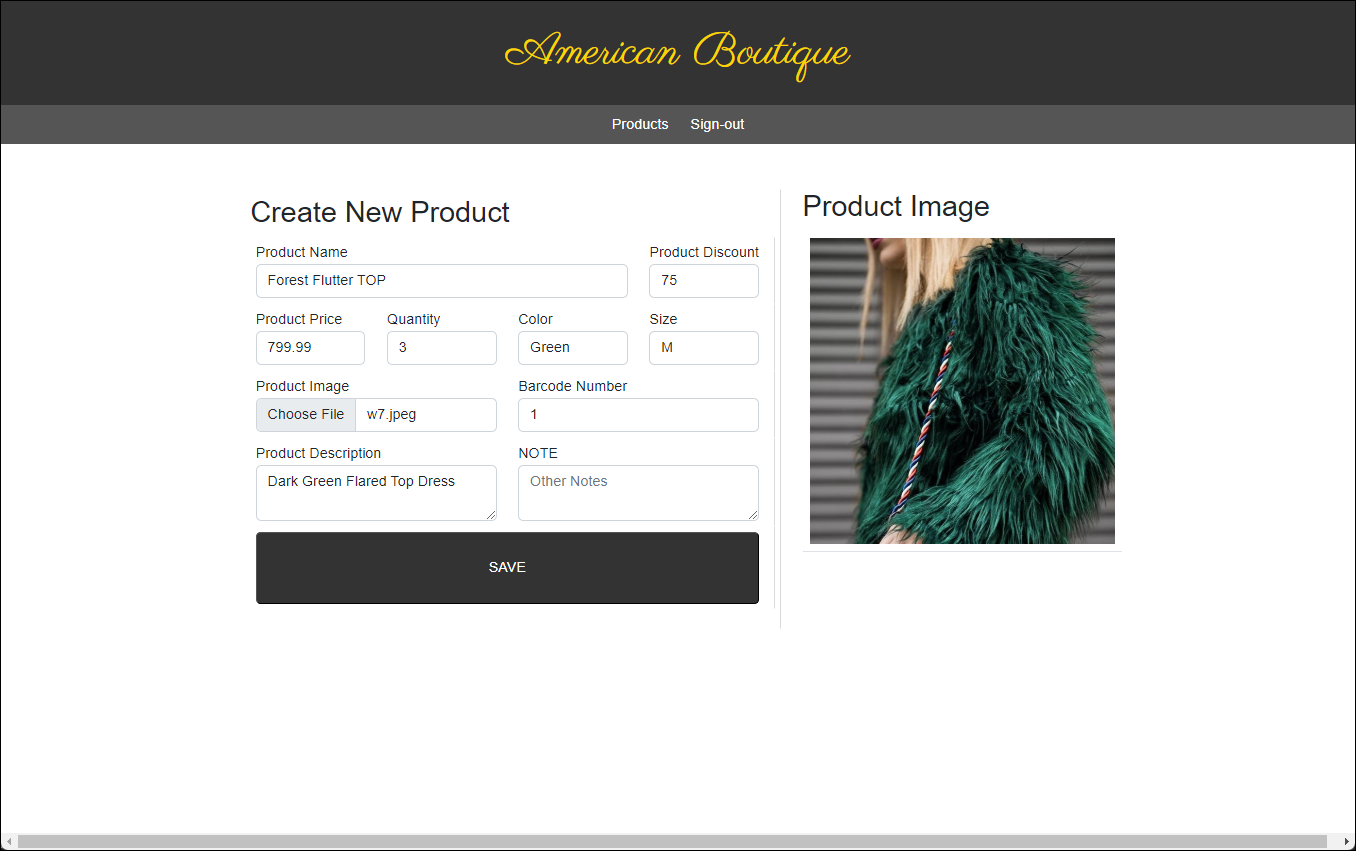 American Boutique
Products Sign-out
Create New Product
Product Name Product Discount
Forest Flutter TOP 75
Product Price Quantity Color Size
799.99 3 Green M
Product Image Barcode Number
Choose File w7.jpeg 1
Product Description NOTE
Dark Green Flared Top Dress Other Notes
SAVE
Product Image